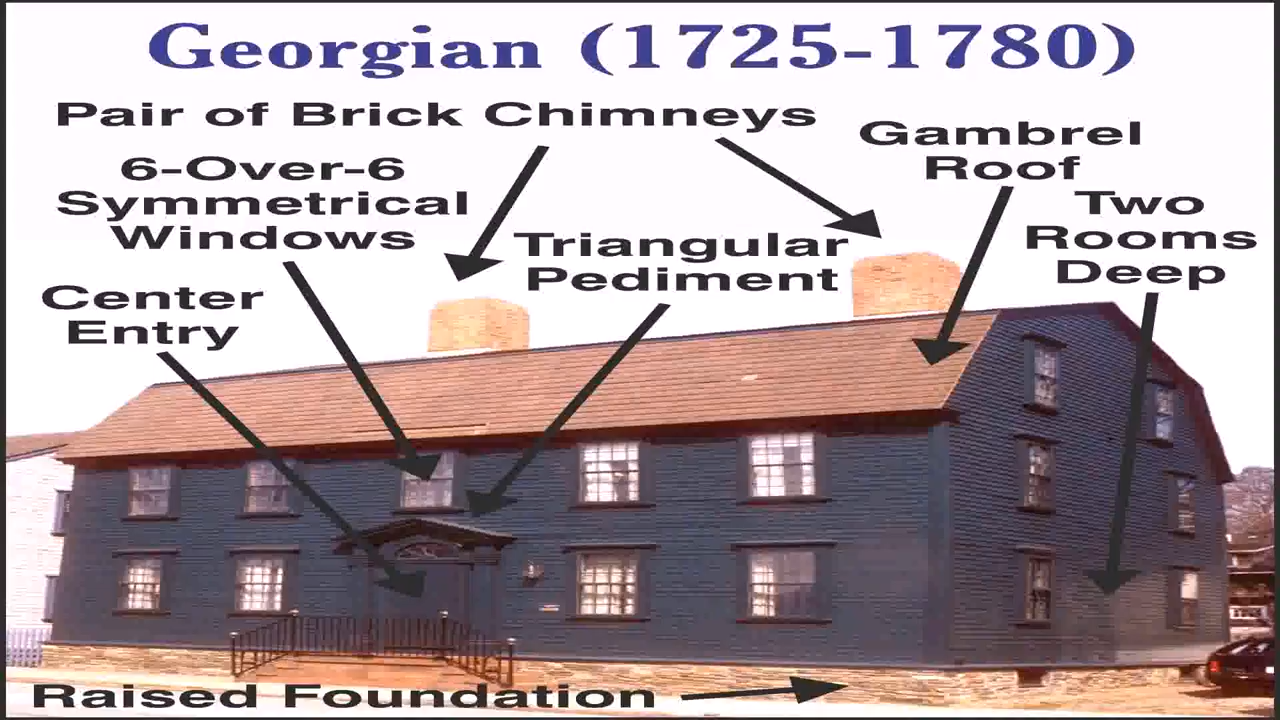 Georgian (1725-1780)
Pair of Brick Chimneys
Gambrel
Roof
6-Over-6
Symmetrical
Windows
Two
Rooms
Deep
Triangular
Pediment
Center
Entry
Raised Foundation